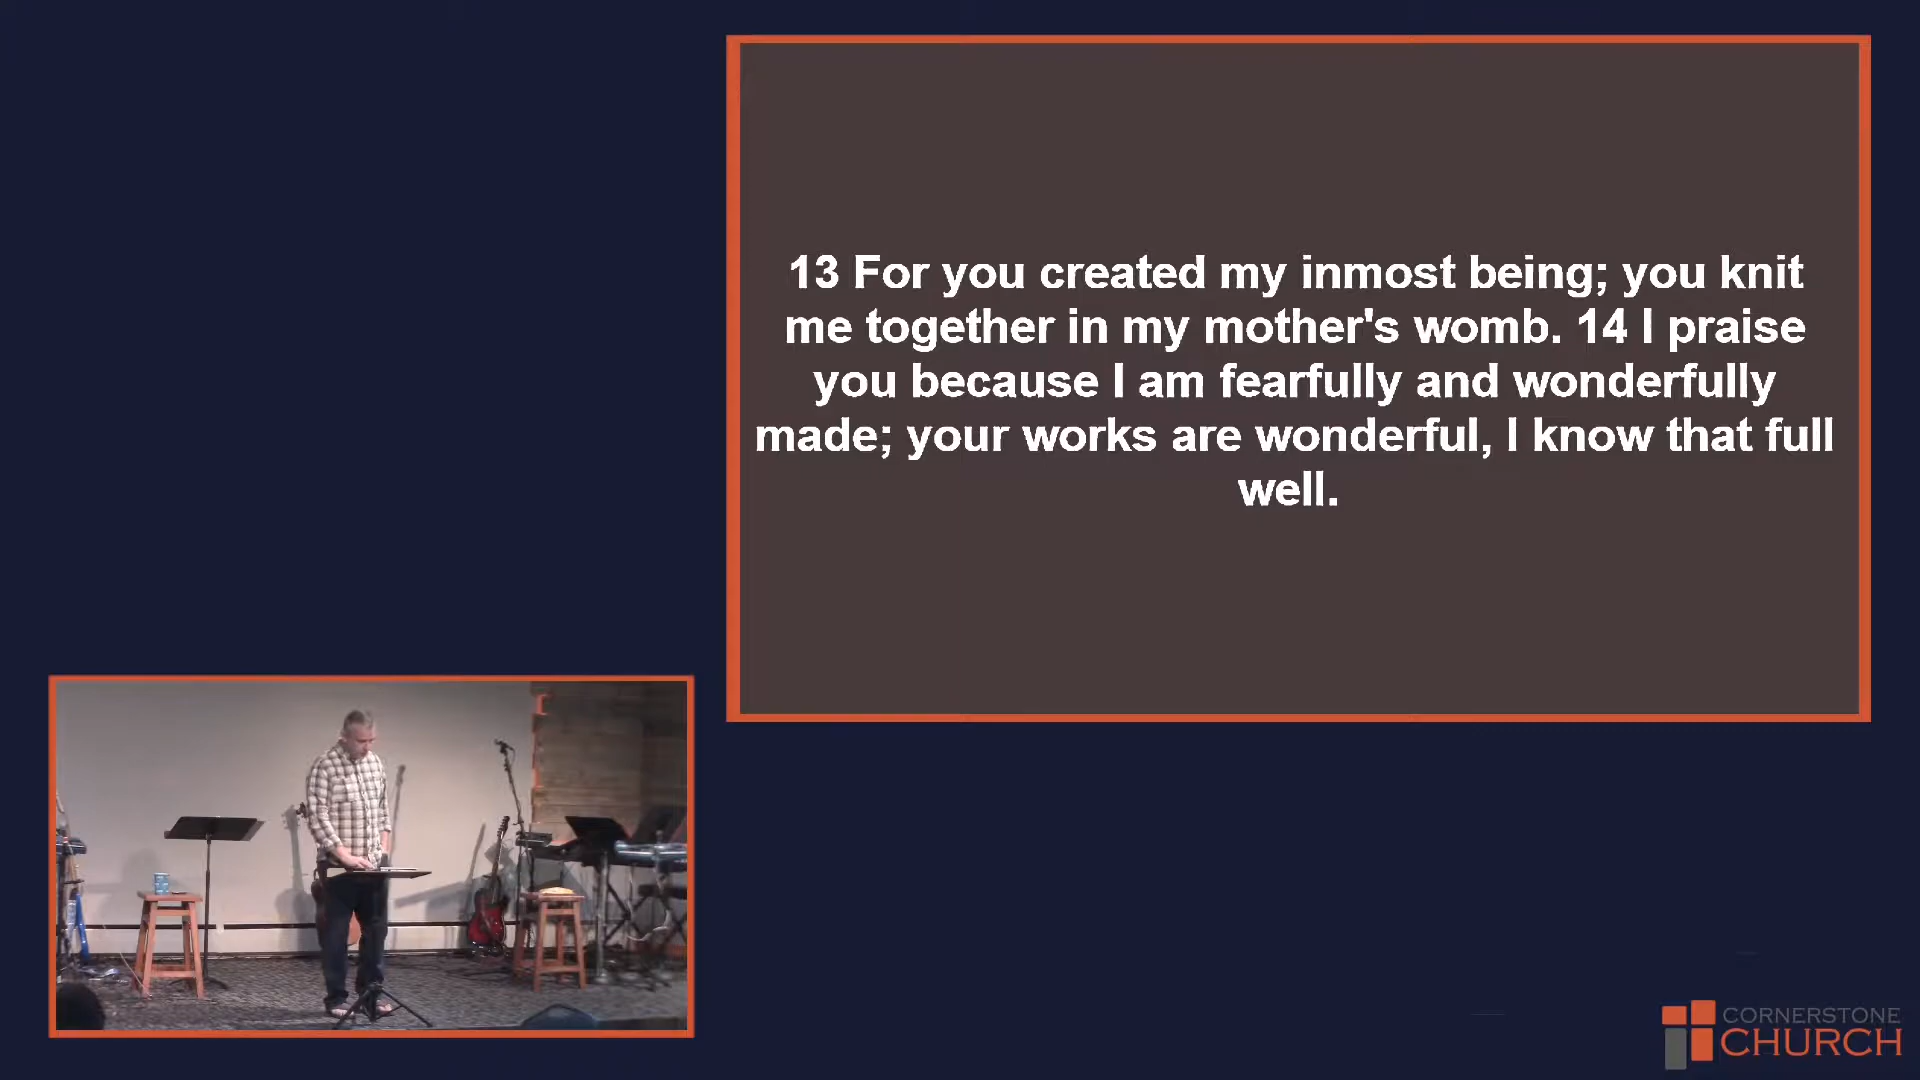 13 For you created my inmost being; you knit
me together in my mother's womb. 14 I praise
you because I am fearfully and wonderfully
made; your works are wonderful, I know that full
well.
CORNERSTONE
CHURCH